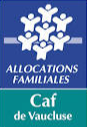 ALLOCATIONS
FAMILIALES
Caf
de Vaucluse